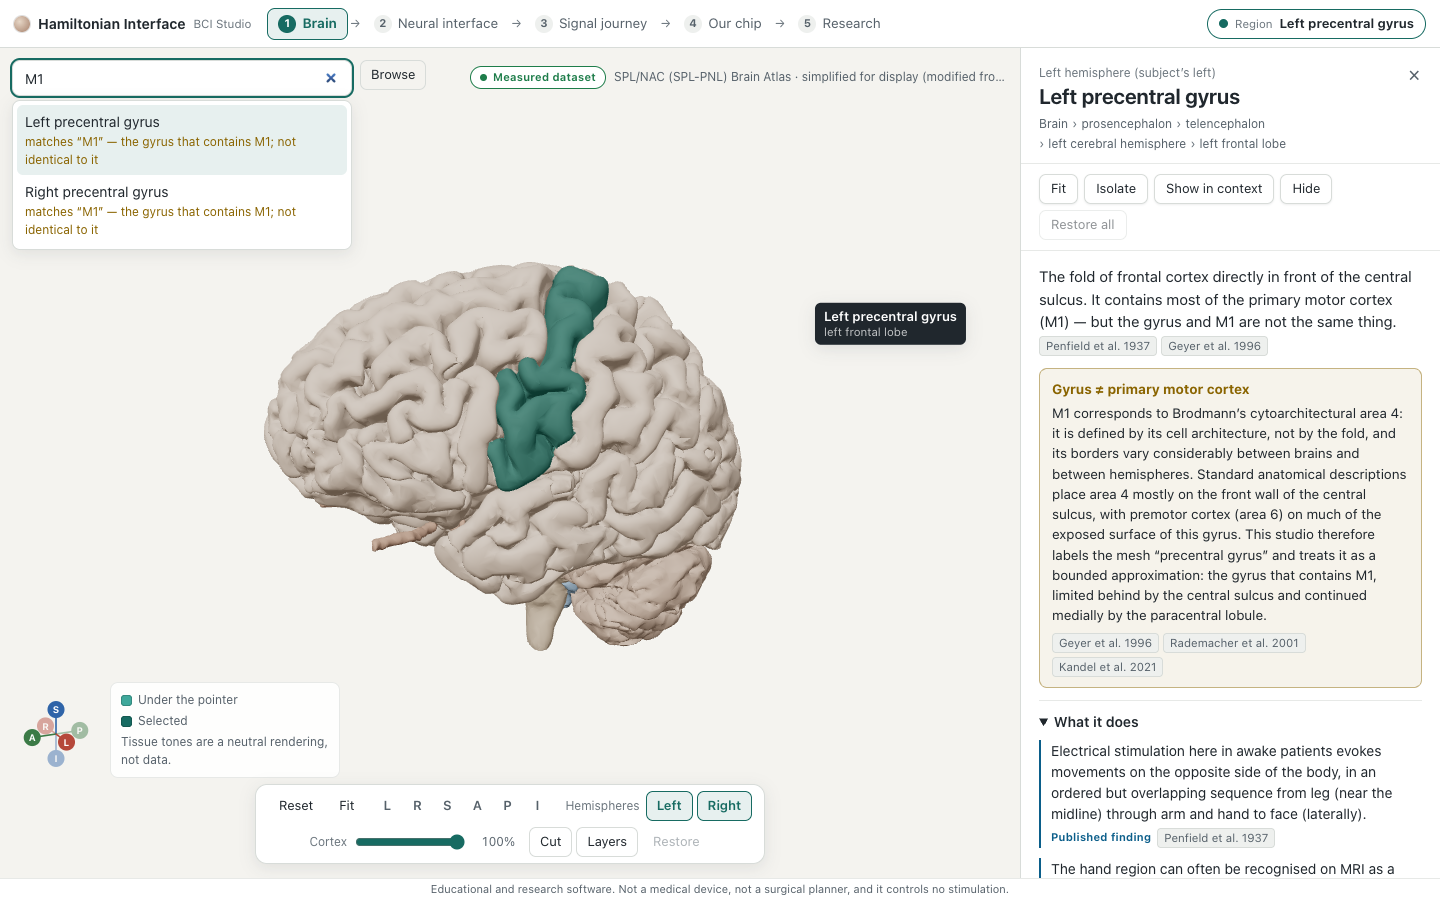 Hamiltonian Interface BCI Studio
1 Brain → 2 Neural interface → 3 Signal journey → 4 Our chip → 5 Research
Region Left precentral gyrus
M1
Browse
Measured dataset SPL/NAC (SPL-PNL) Brain Atlas · simplified for display (modified fro…
Left precentral gyrus
matches “M1” — the gyrus that contains M1; not
identical to it
Right precentral gyrus
matches “M1” — the gyrus that contains M1; not
identical to it
Left precentral gyrus
left frontal lobe
S
R
P
A
L
I
Under the pointer
Selected
Tissue tones are a neutral rendering,
not data.
Reset Fit L R S A P I Hemispheres Left Right
Cortex 100% Cut Layers Restore
Left hemisphere (subject’s left)
Left precentral gyrus
Brain › prosencephalon › telencephalon
› left cerebral hemisphere › left frontal lobe
Fit Isolate Show in context Hide
Restore all
The fold of frontal cortex directly in front of the central
sulcus. It contains most of the primary motor cortex
(M1) — but the gyrus and M1 are not the same thing.
Penfield et al. 1937 Geyer et al. 1996
Gyrus ≠ primary motor cortex
M1 corresponds to Brodmann’s cytoarchitectural area 4:
it is defined by its cell architecture, not by the fold, and
its borders vary considerably between brains and
between hemispheres. Standard anatomical descriptions
place area 4 mostly on the front wall of the central
sulcus, with premotor cortex (area 6) on much of the
exposed surface of this gyrus. This studio therefore
labels the mesh “precentral gyrus” and treats it as a
bounded approximation: the gyrus that contains M1,
limited behind by the central sulcus and continued
medially by the paracentral lobule.
Geyer et al. 1996 Rademacher et al. 2001
Kandel et al. 2021
▼ What it does
Electrical stimulation here in awake patients evokes
movements on the opposite side of the body, in an
ordered but overlapping sequence from leg (near the
midline) through arm and hand to face (laterally).
Published finding Penfield et al. 1937
The hand region can often be recognised on MRI as a
Educational and research software. Not a medical device, not a surgical planner, and it controls no stimulation.